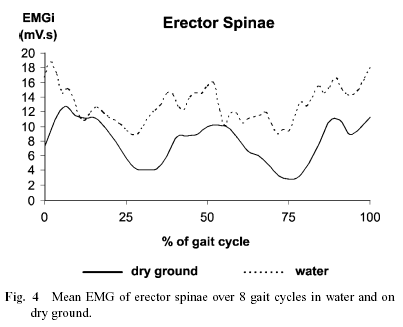 EMGi
(mV.s)
Erector Spinae
20
18
16
14
12
10
8
6
4
2
0
0 25 50 75 100
% of gait cycle
dry ground water
Fig. 4 Mean EMG of erector spinae over 8 gait cycles in water and on
dry ground.